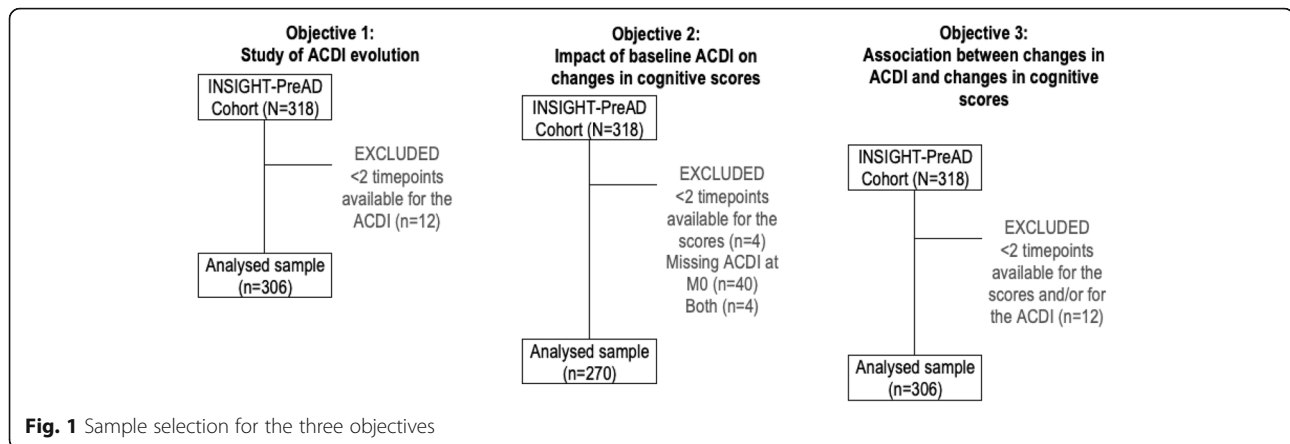 Objective 1:
Study of ACDI evolution
INSIGHT-PreAD
Cohort (N=318)
EXCLUDED
<2 timepoints
available for the
ACDI (n=12)
Analysed sample
(n=306)
Objective 2:
Impact of baseline ACDI on
changes in cognitive scores
INSIGHT-PreAD
Cohort (N=318)
EXCLUDED
<2 timepoints
available for the
scores (n=4)
Missing ACDI at
M0 (n=40)
Both (n=4)
Analysed sample
(n=270)
Objective 3:
Association between changes in
ACDI and changes in cognitive
scores
INSIGHT-PreAD
Cohort (N=318)
EXCLUDED
<2 timepoints
available for the
scores and/or for
the ACDI (n=12)
Analysed sample
(n=306)
Fig. 1 Sample selection for the three objectives